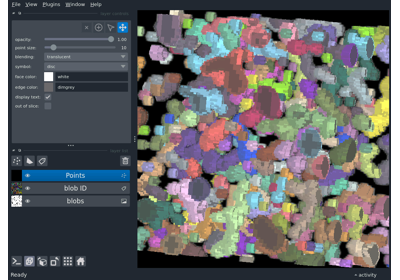 File View Plugins Window Help
opacity: 1.00
point size: 10
blending: translucent
symbol: disc
face color: white
edge color: dimgrey
display text:
out of slice:
Points
blob ID
blobs
Ready
activity